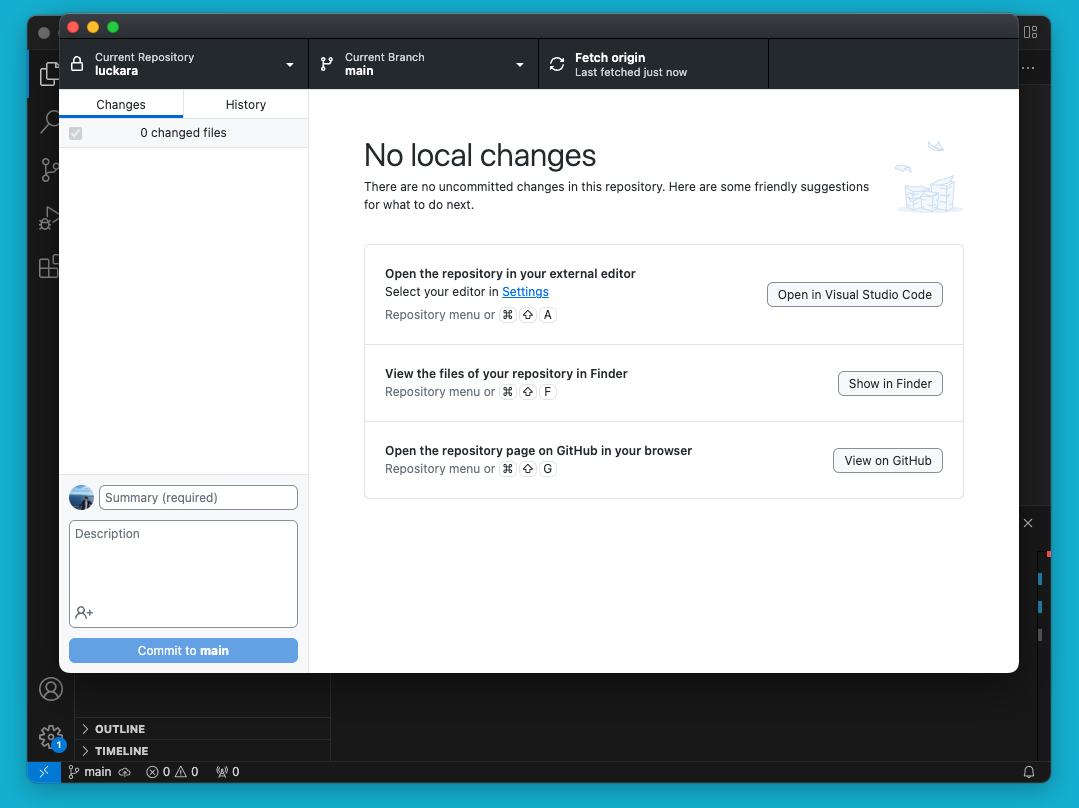 Current Repository
luckara
Current Branch
main
Fetch origin
Last fetched just now
Changes
History
0 changed files
No local changes
There are no uncommitted changes in this repository. Here are some friendly suggestions
for what to do next.
Open the repository in your external editor
Select your editor in Settings
Repository menu or ⌘ ⇧ A
Open in Visual Studio Code
View the files of your repository in Finder
Repository menu or ⌘ ⇧ F
Show in Finder
Open the repository page on GitHub in your browser
Repository menu or ⌘ ⇧ G
View on GitHub
Summary (required)
Description
Commit to main
OUTLINE
1
TIMELINE
main 0 0 0